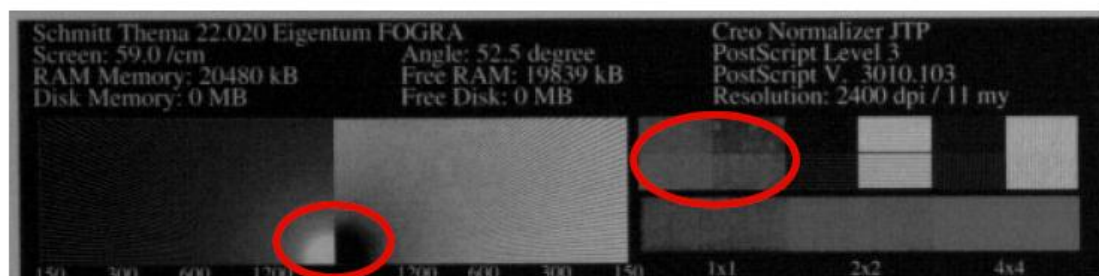 Schmitt Thema 22.020 Eigentum FOGRA
Screen: 59.0 /cm Angle: 52.5 degree
RAM Memory: 20480 kB Free RAM: 19839 kB
Disk Memory: 0 MB Free Disk: 0 MB
Creo Normalizer JTP
PostScript Level 3
PostScript V. 3010.103
Resolution: 2400 dpi / 11 my
150 300 600 1200 1200 600 300 150 1x1 2x2 4x4